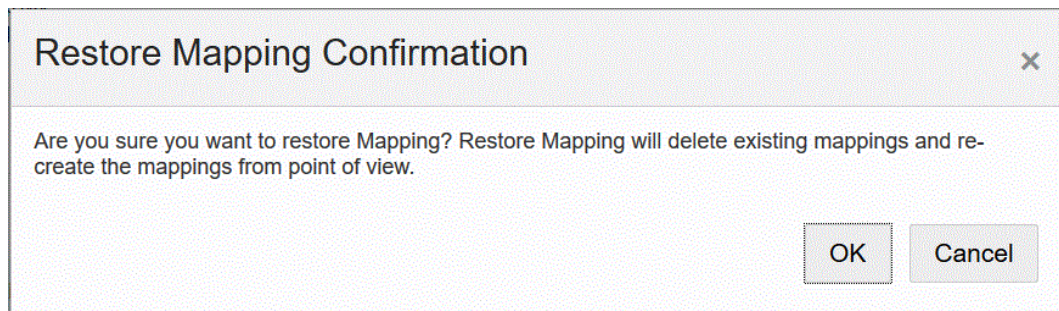 Restore Mapping Confirmation
×
Are you sure you want to restore Mapping? Restore Mapping will delete existing mappings and re-
create the mappings from point of view.
OK Cancel